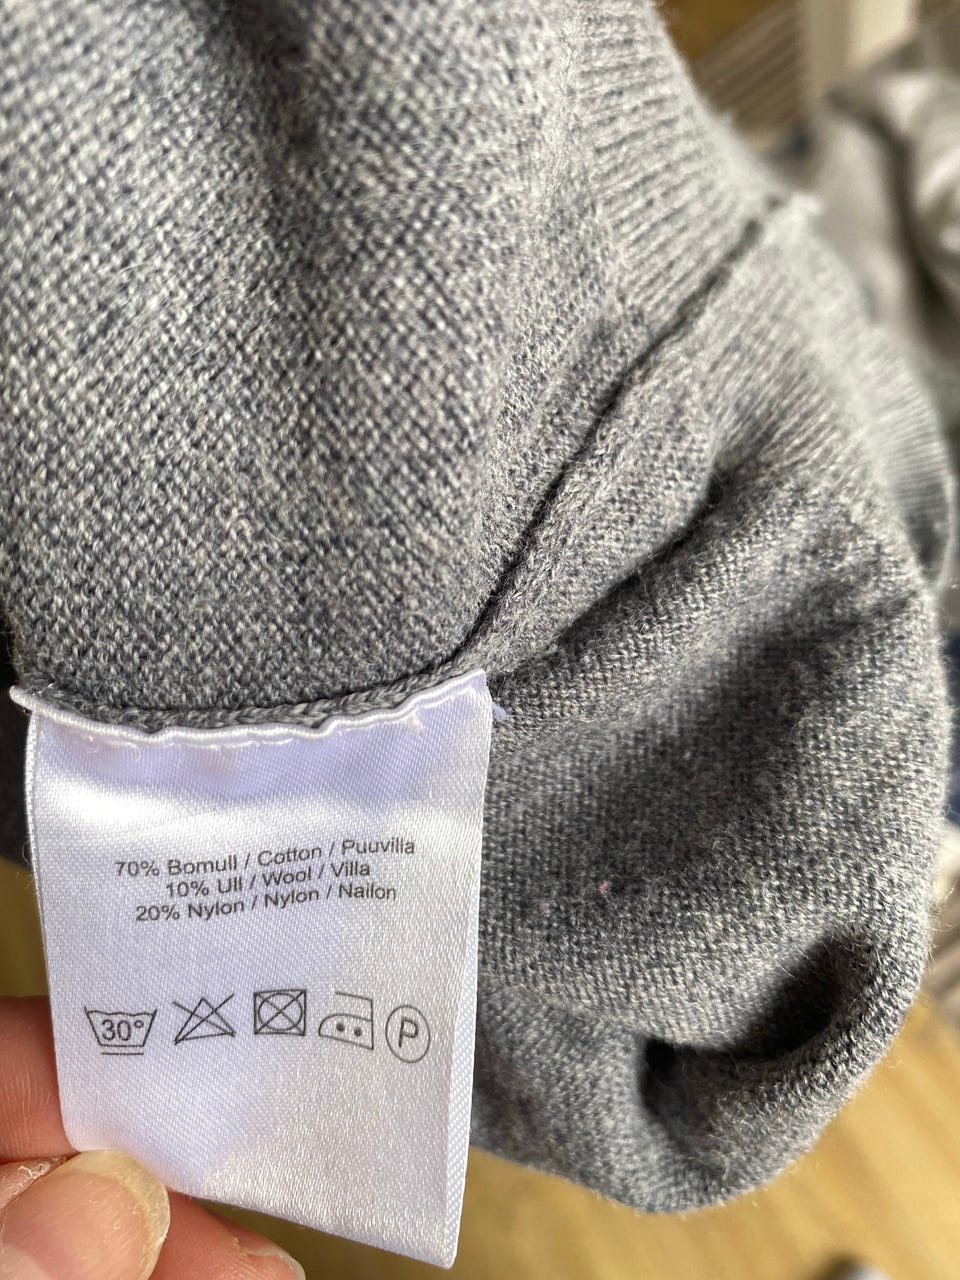 70% Bomull / Cotton / Puuvilla
10% Ull / Wool / Villa
20% Nylon / Nylon / Nailon
30° P